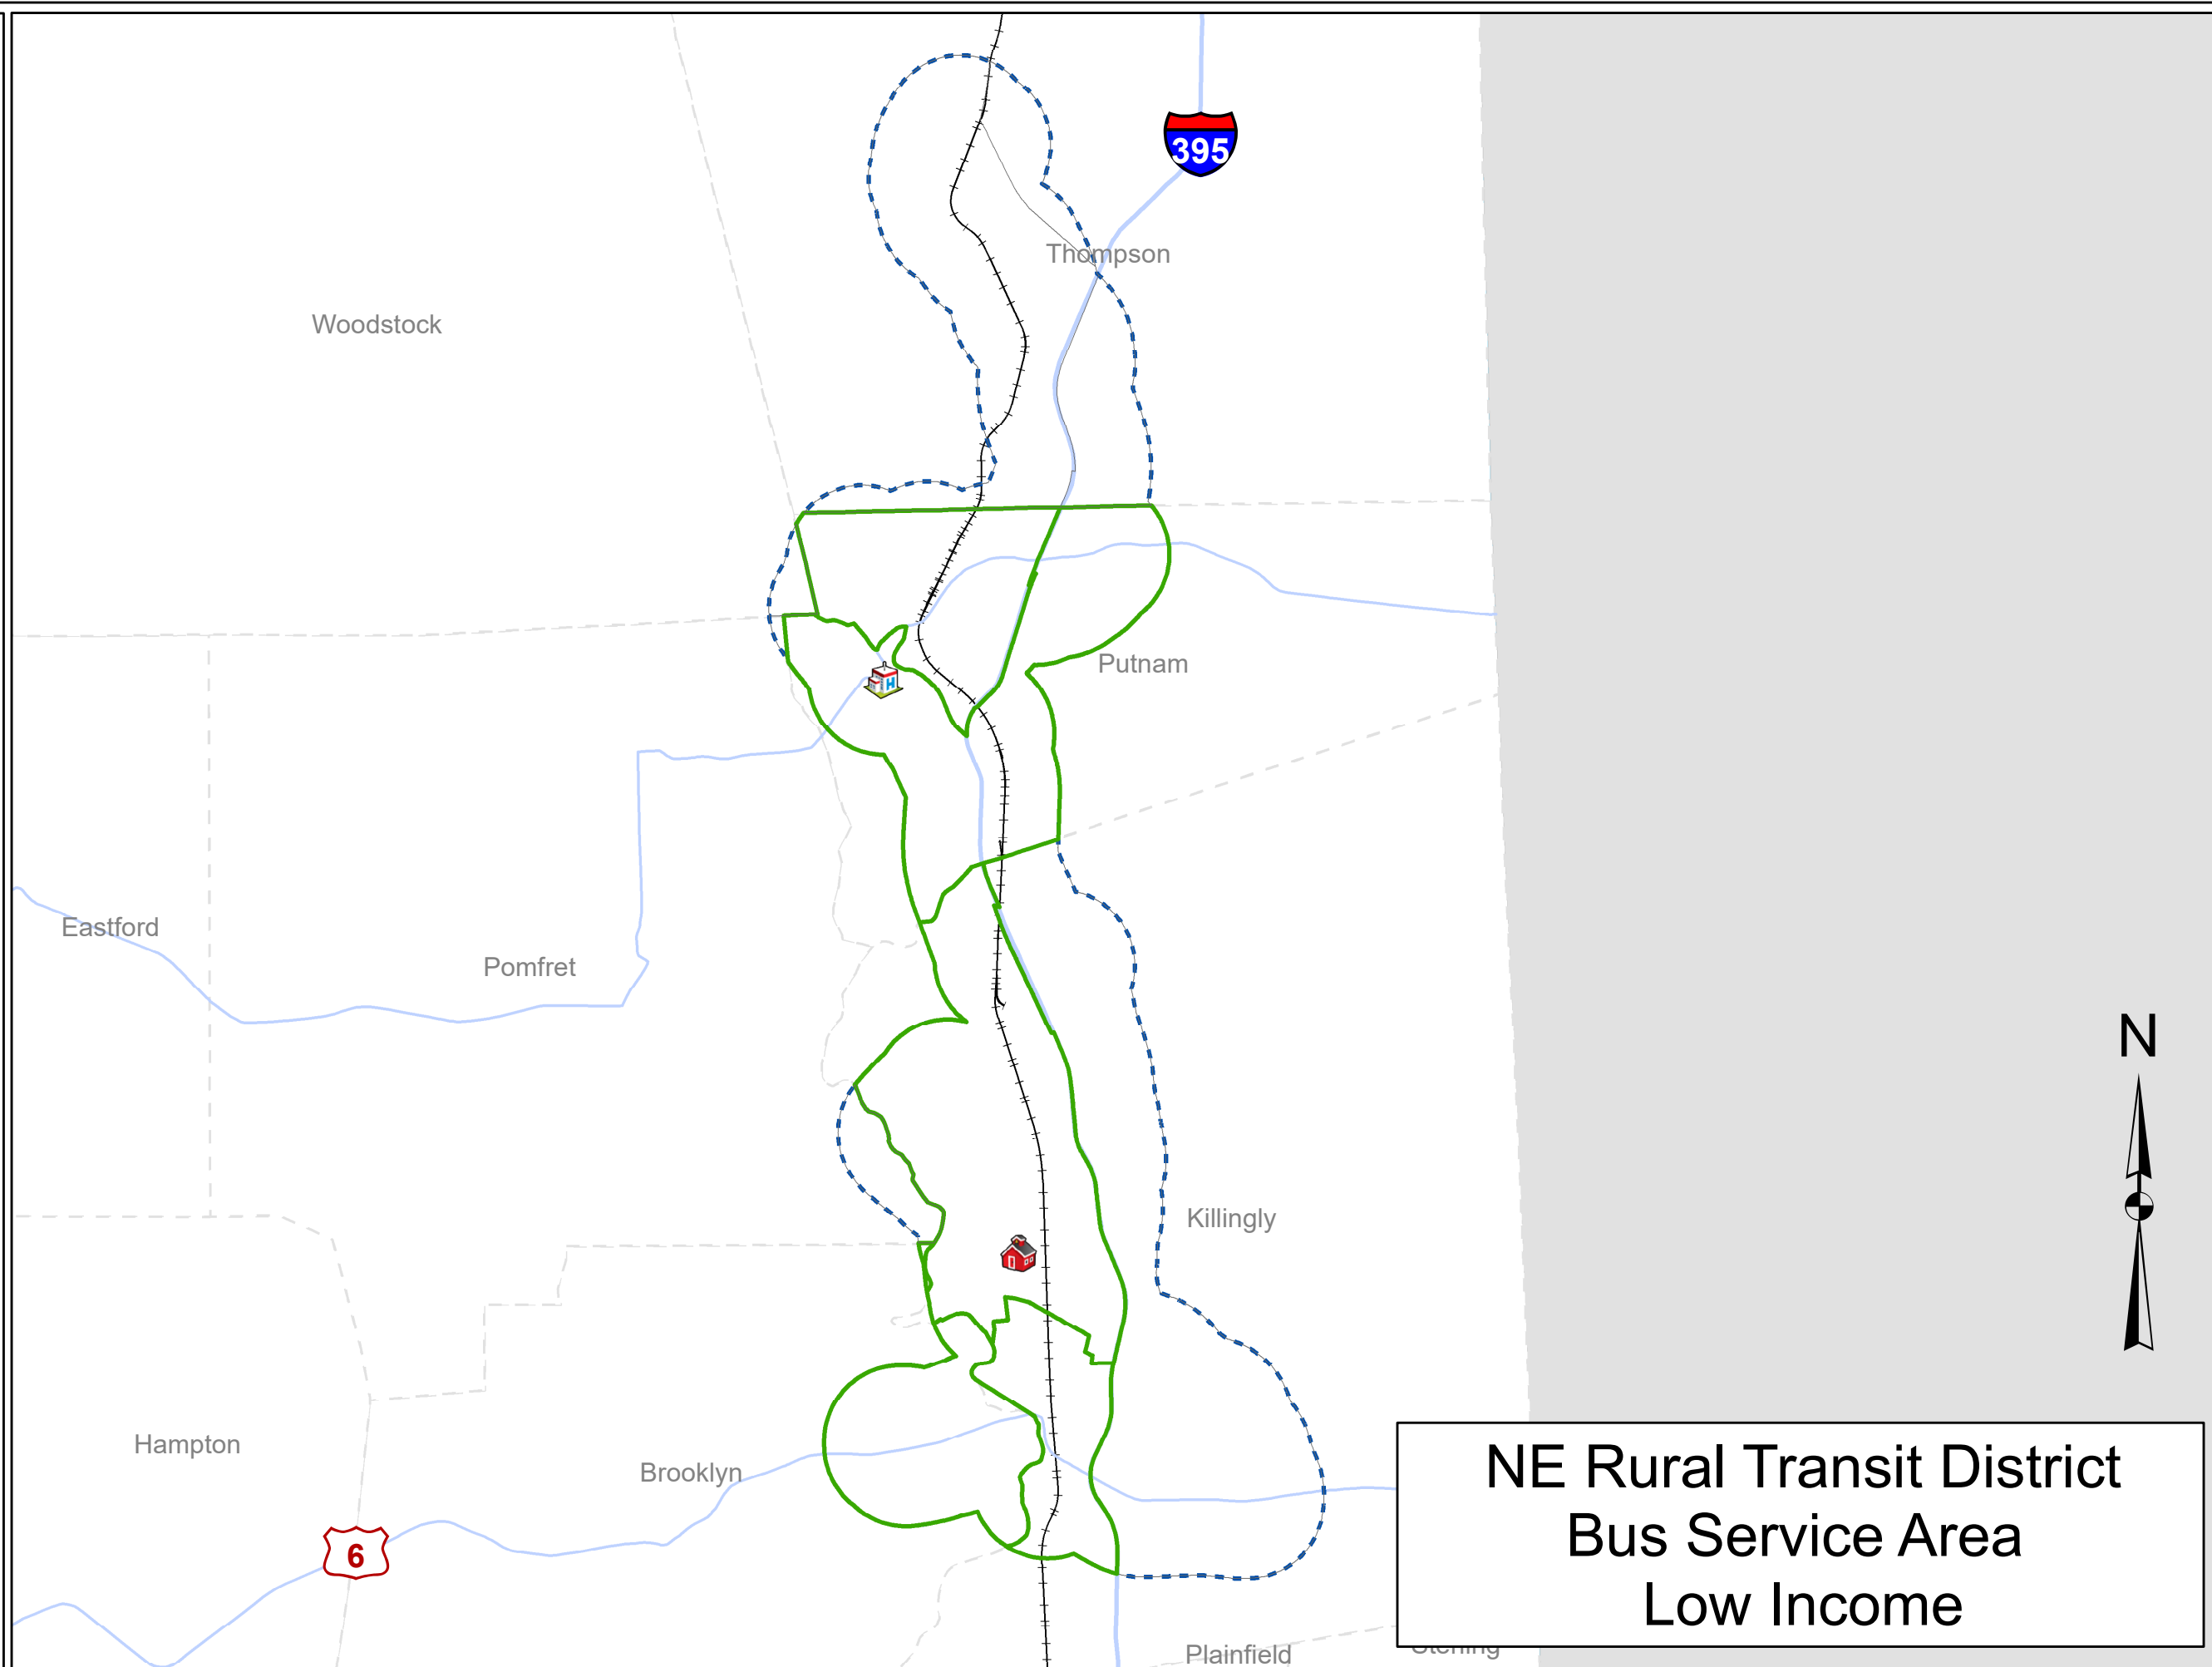 395
Thompson
Woodstock
Putnam
Eastford
Pomfret
N
Killingly
Hampton
Brooklyn
NE Rural Transit District
Bus Service Area
Low Income
6
H
Plainfield
Sterling